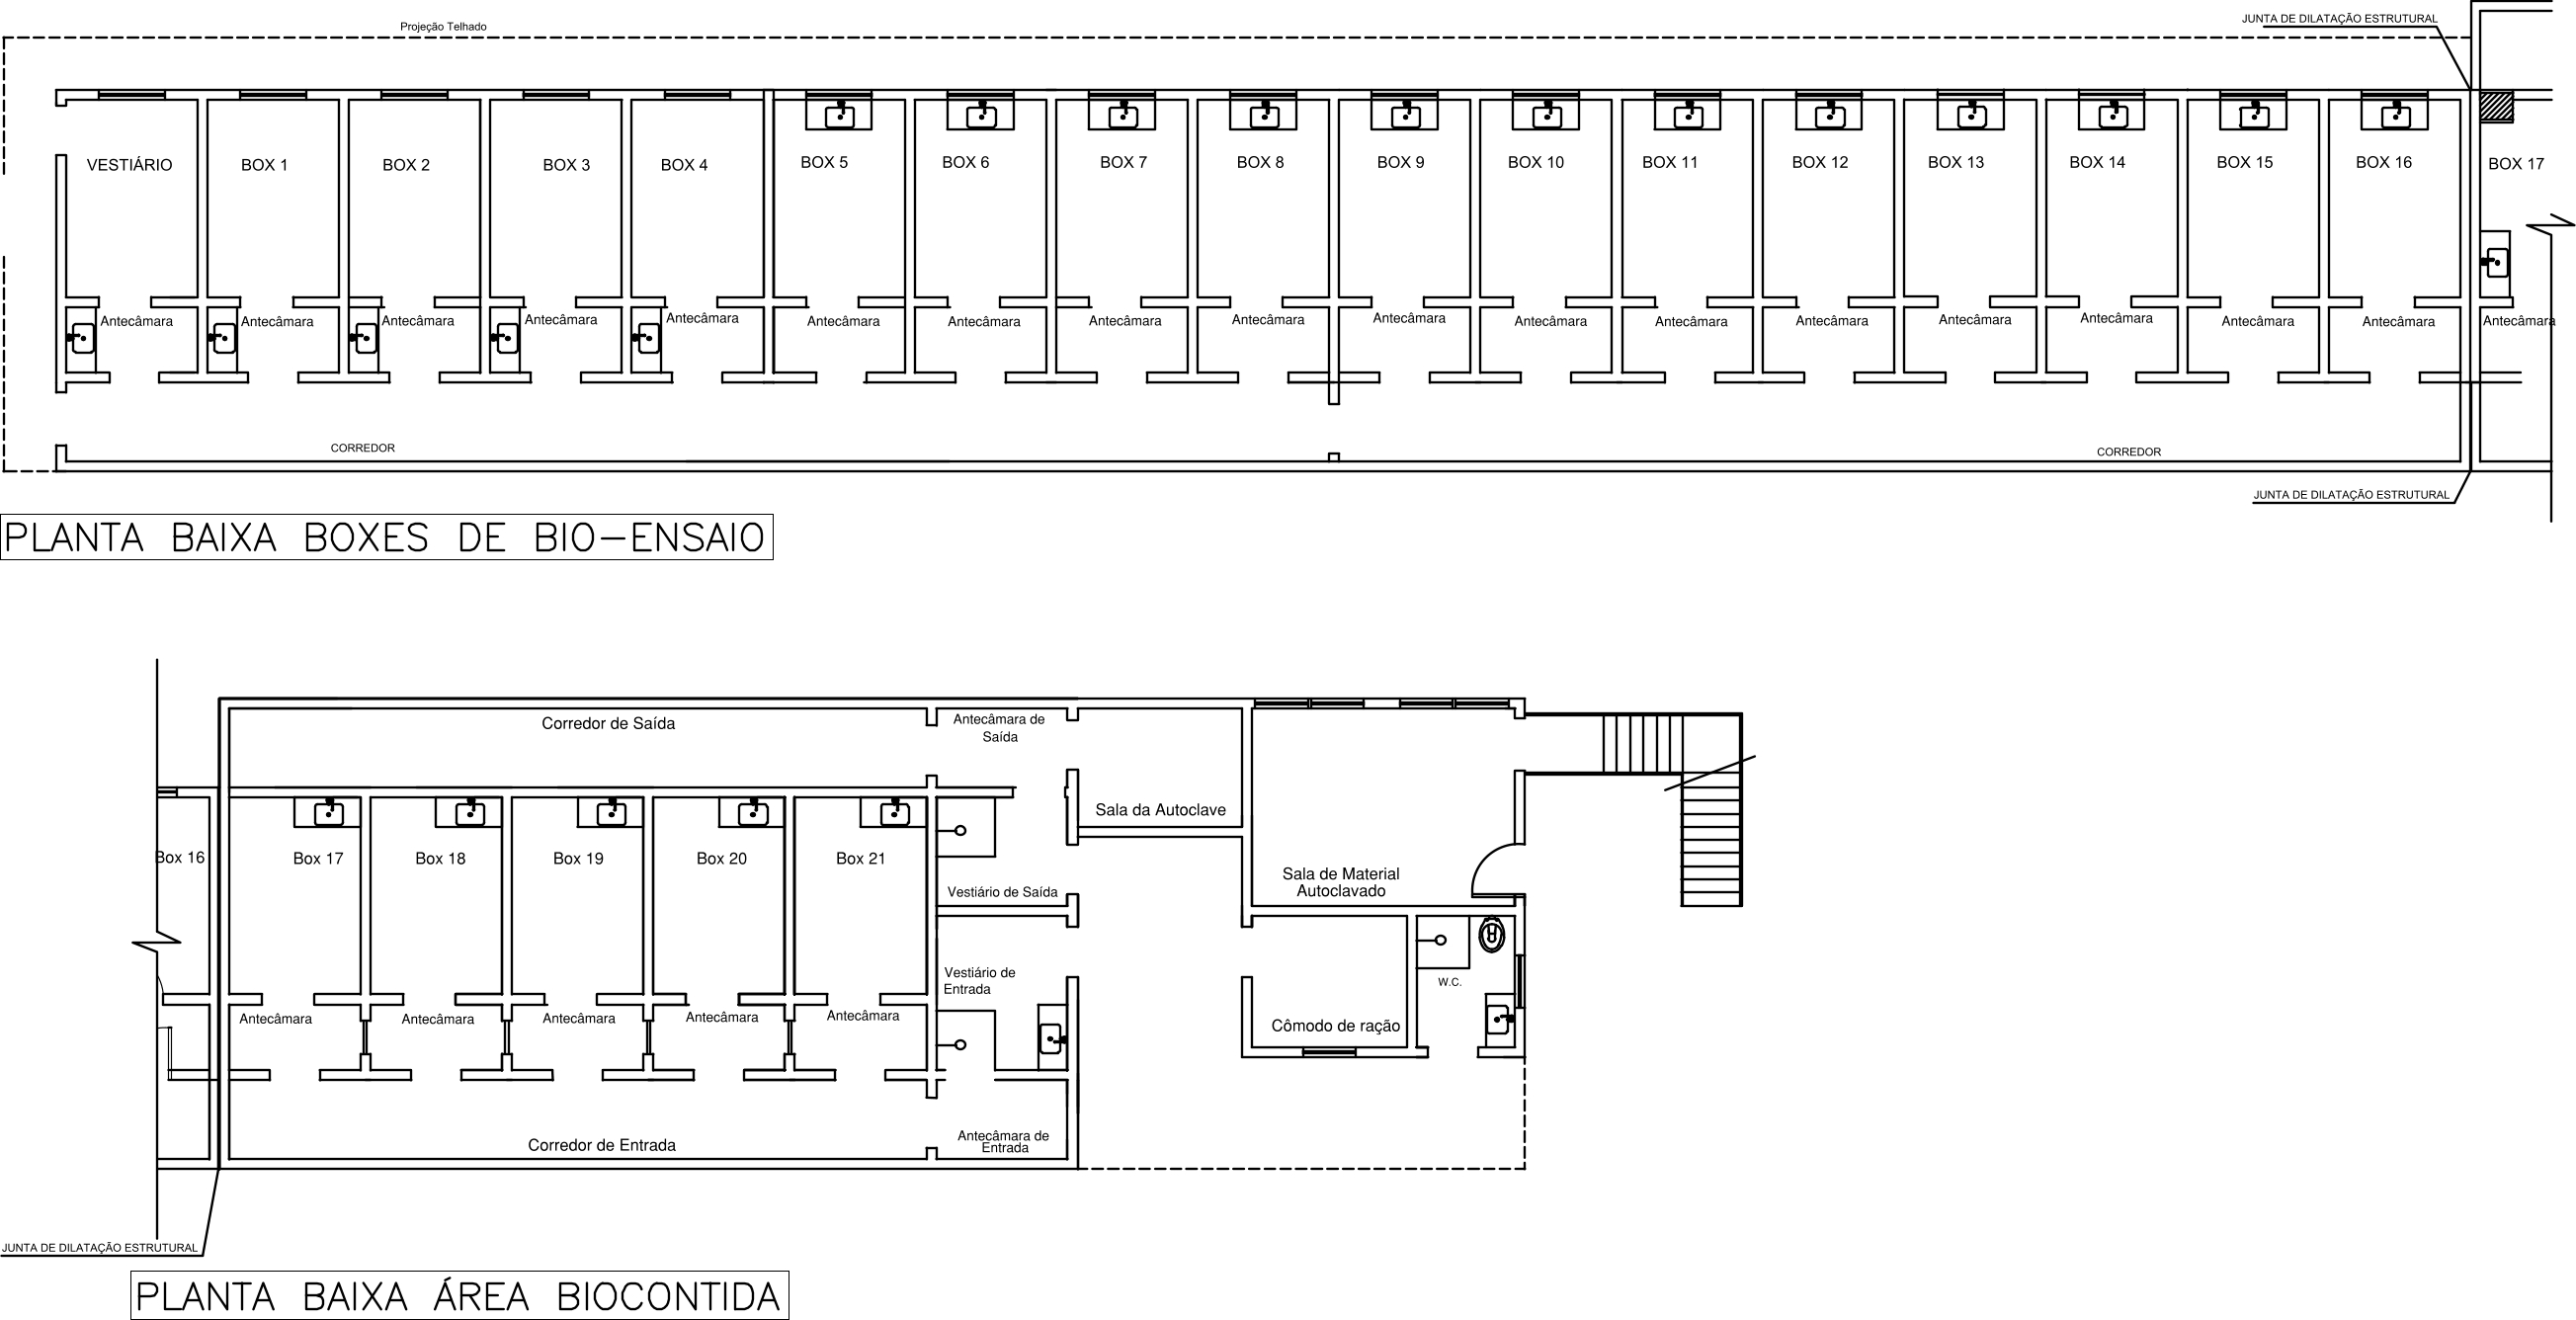 JUNTA DE DILATAÇÃO ESTRUTURAL
Projeção Telhado
VESTIÁRIO BOX 1 BOX 2 BOX 3 BOX 4 BOX 5 BOX 6 BOX 7 BOX 8 BOX 9 BOX 10 BOX 11 BOX 12 BOX 13 BOX 14 BOX 15 BOX 16 BOX 17
Antecâmara Antecâmara Antecâmara Antecâmara Antecâmara Antecâmara Antecâmara Antecâmara Antecâmara Antecâmara Antecâmara Antecâmara Antecâmara Antecâmara Antecâmara Antecâmara Antecâmara Antecâmara
CORREDOR CORREDOR
JUNTA DE DILATAÇÃO ESTRUTURAL
PLANTA BAIXA BOXES DE BIO-ENSAIO
Corredor de Saída
Antecâmara de
Saída
Sala da Autoclave
Box 16 Box 17 Box 18 Box 19 Box 20 Box 21
Sala de Material
Autoclavado
Vestiário de Saída
Vestiário de
Entrada
W.C.
Antecâmara Antecâmara Antecâmara Antecâmara Antecâmara
Cômodo de ração
Corredor de Entrada
Antecâmara de
Entrada
JUNTA DE DILATAÇÃO ESTRUTURAL
PLANTA BAIXA ÁREA BIOCONTIDA